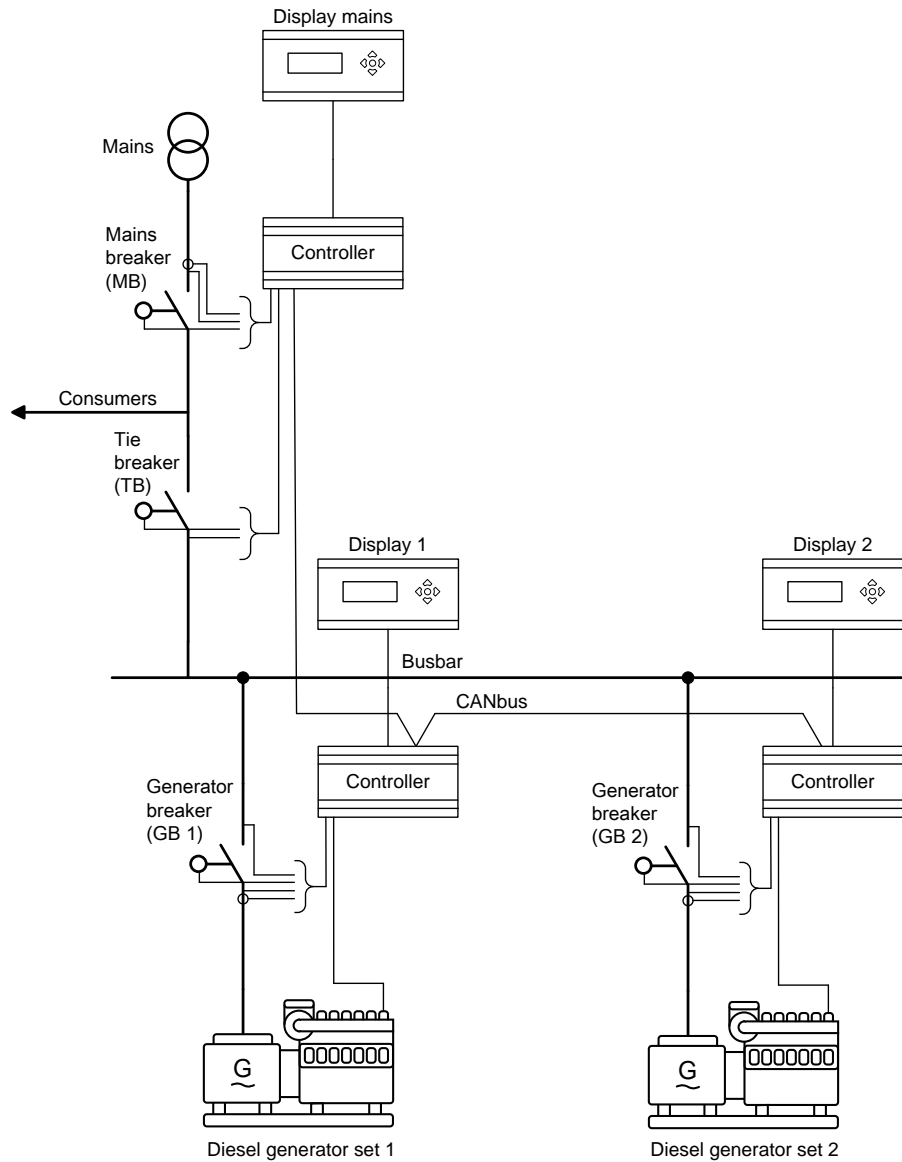 Display mains
Mains
Mains
breaker
(MB)
Controller
Consumers
Tie
breaker
(TB)
Display 1
Display 2
Busbar
CANbus
Controller
Controller
Generator
breaker
(GB 1)
Generator
breaker
(GB 2)
G
G
Diesel generator set 1
Diesel generator set 2